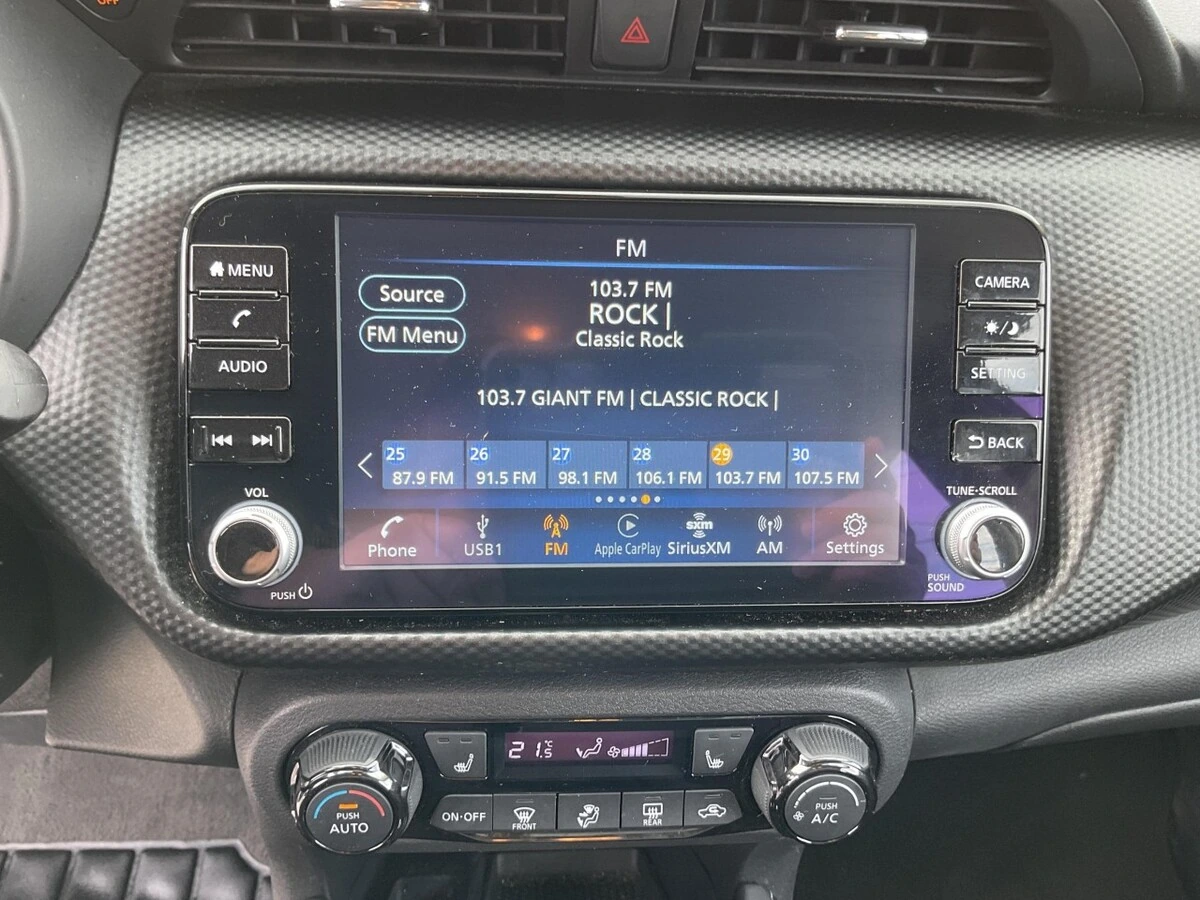 OFF
FM
MENU
Source
103.7 FM
ROCK |
Classic Rock
CAMERA
FM Menu
AUDIO
SETTING
103.7 GIANT FM | CLASSIC ROCK |
BACK
25 26 27 28 29 30
87.9 FM 91.5 FM 98.1 FM 106.1 FM 103.7 FM 107.5 FM
VOL
TUNE·SCROLL
sxm
Phone USB1 FM Apple CarPlay SiriusXM AM Settings
PUSH
PUSH
SOUND
21.5 °C
PUSH
AUTO
ON·OFF
FRONT
REAR
PUSH
A/C